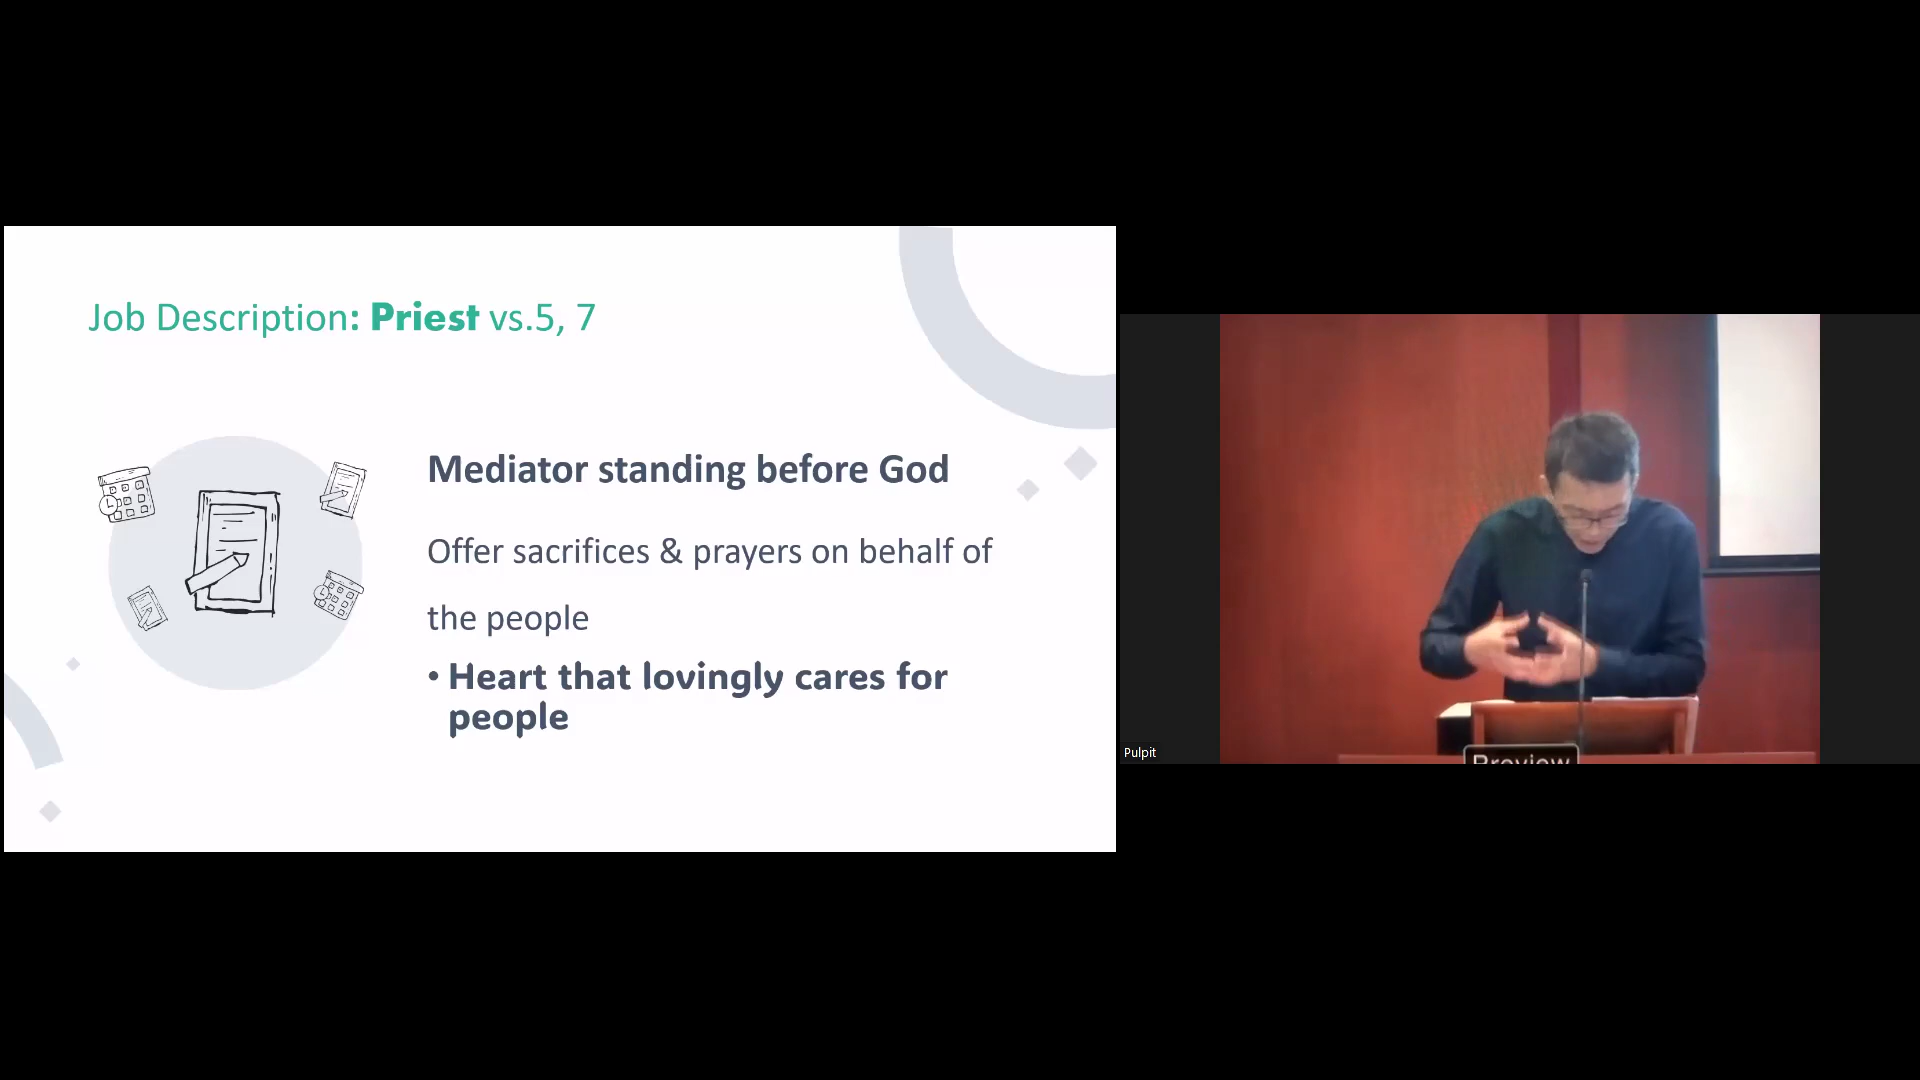 Job Description: Priest vs.5, 7
Mediator standing before God
Offer sacrifices & prayers on behalf of
the people
• Heart that lovingly cares for
people
Pulpit
Preview